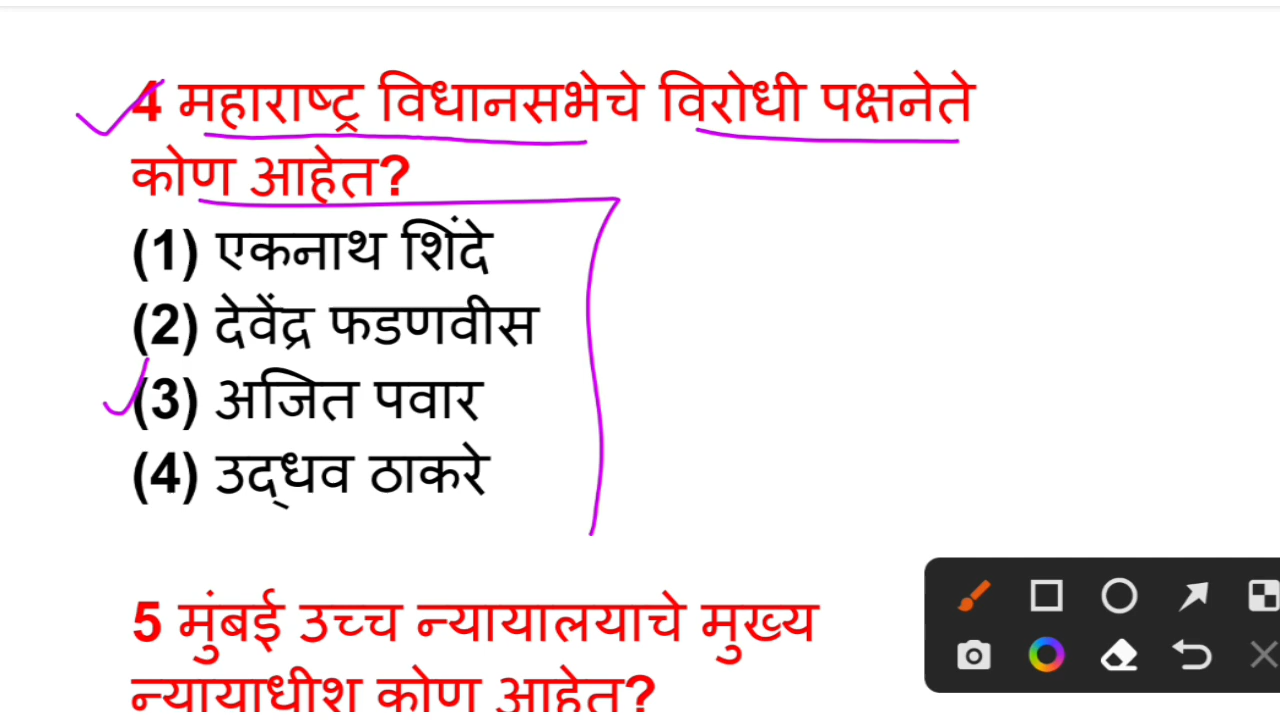 4 महाराष्ट्र विधानसभेचे विरोधी पक्षनेते
कोण आहेत?
(1) एकनाथ शिंदे
(2) देवेंद्र फडणवीस
(3) अजित पवार
(4) उद्धव ठाकरे
5 मुंबई उच्च न्यायालयाचे मुख्य
न्यायाधीश कोण आहेत?